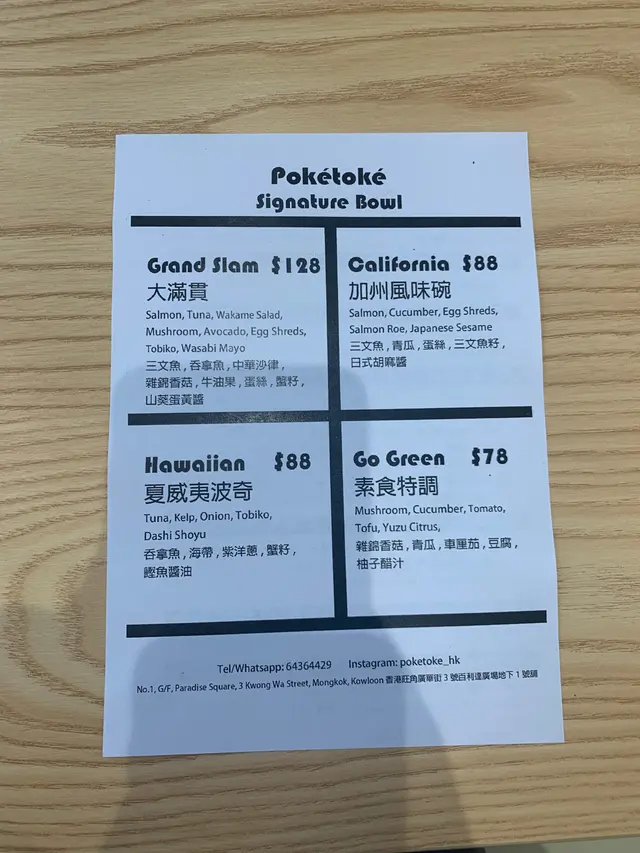 Pokétoké
Signature Bowl
Grand Slam $128
大滿貫
Salmon, Tuna, Wakame Salad,
Mushroom, Avocado, Egg Shreds,
Tobiko, Wasabi Mayo
三文魚 , 吞拿魚 , 中華沙律 ,
雜錦香菇 , 牛油果 , 蛋絲 , 蟹籽 ,
山葵蛋黃醬
California $88
加州風味碗
Salmon, Cucumber, Egg Shreds,
Salmon Roe, Japanese Sesame
三文魚 , 青瓜 , 蛋絲 , 三文魚籽 ,
日式胡麻醬
Hawaiian $88
夏威夷波奇
Tuna, Kelp, Onion, Tobiko,
Dashi Shoyu
吞拿魚 , 海帶 , 紫洋蔥 , 蟹籽 ,
鰹魚醬油
Go Green $78
素食特調
Mushroom, Cucumber, Tomato,
Tofu, Yuzu Citrus,
雜錦香菇 , 青瓜 , 車厘茄 , 豆腐 ,
柚子醋汁
Tel/Whatsapp: 64364429 Instagram: poketoke_hk
No.1, G/F, Paradise Square, 3 Kwong Wa Street, Mongkok, Kowloon 香港旺角廣華街 3 號百利達廣場地下 1 號舖